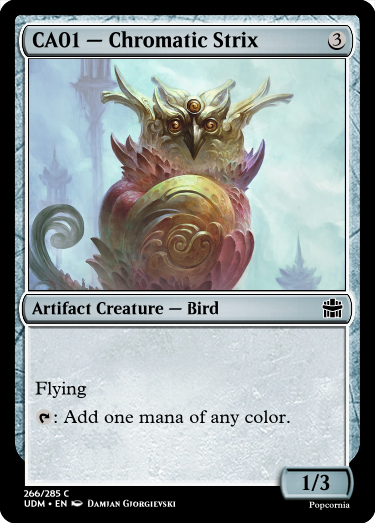 CA01 — Chromatic Strix 3
Artifact Creature — Bird
Flying
: Add one mana of any color.
1/3
266/285 C
UDM • EN Damian Giorgievski
Popcornia